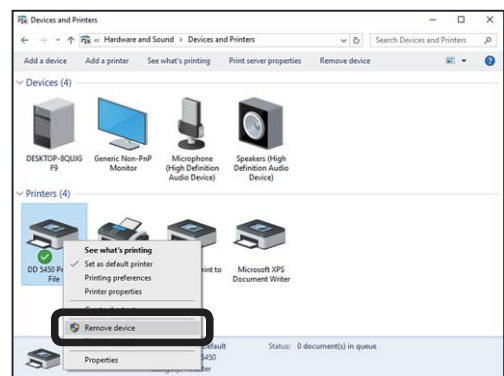 Devices and Printers
« Hardware and Sound › Devices and Printers
Search Devices and Printers
Add a device Add a printer See what's printing Print server properties Remove device
Devices (4)
DESKTOP-8QUJG
F9
Generic Non-PnP
Monitor
Microphone
(High Definition
Audio Device)
Speakers (High
Definition Audio
Device)
Printers (4)
DD 5450
File
See what's printing
Set as default printer
Printing preferences
Printer properties
Remove device
Properties
int to
Microsoft XPS
Document Writer
Status: 0 document(s) in queue
5450